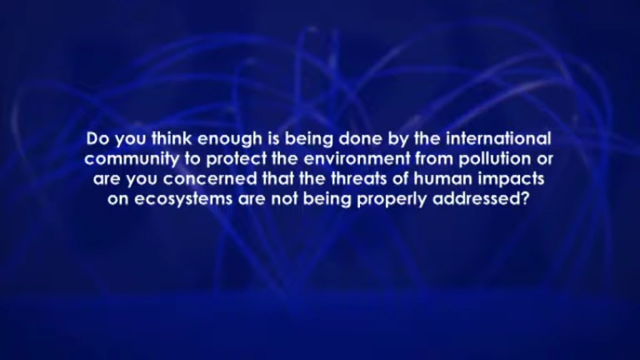 Do you think enough is being done by the international
community to protect the environment from pollution or
are you concerned that the threats of human impacts
on ecosystems are not being properly addressed?